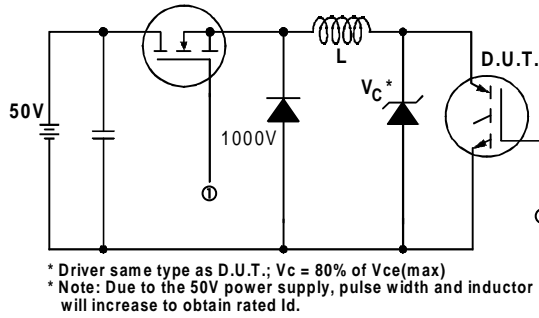 L
D.U.T.
VC *
50V
1000V
①
* Driver same type as D.U.T.; Vc = 80% of Vce(max)
* Note: Due to the 50V power supply, pulse width and inductor
will increase to obtain rated Id.